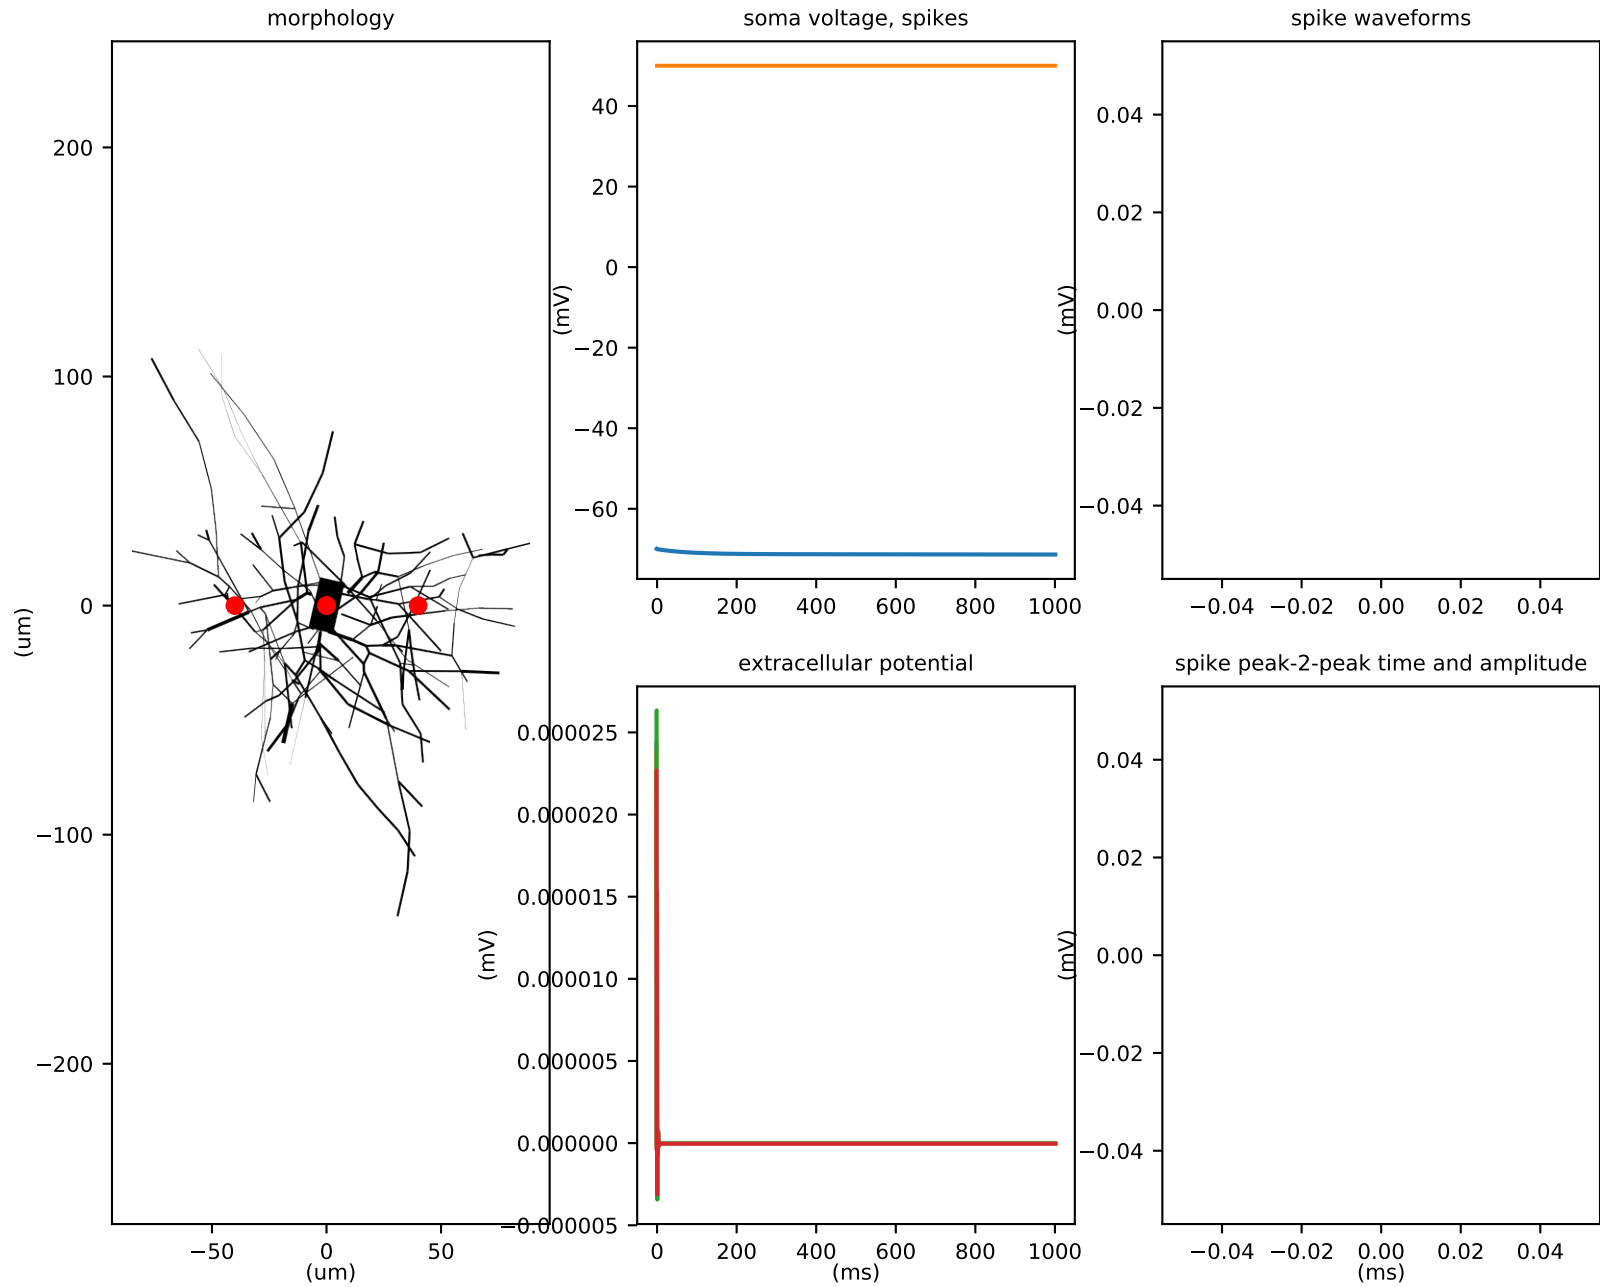 morphology
200
100
0
−100
−200
(um)
−50 0 50
(um)
soma voltage, spikes
40
20
0
−20
−40
−60
(mV)
0 200 400 600 800 1000
spike waveforms
0.04
0.02
0.00
−0.02
−0.04
(mV)
−0.04 −0.02 0.00 0.02 0.04
extracellular potential
0.000025
0.000020
0.000015
0.000010
0.000005
0.000000
−0.000005
(mV)
0 200 400 600 800 1000
(ms)
spike peak-2-peak time and amplitude
0.04
0.02
0.00
−0.02
−0.04
(mV)
−0.04 −0.02 0.00 0.02 0.04
(ms)